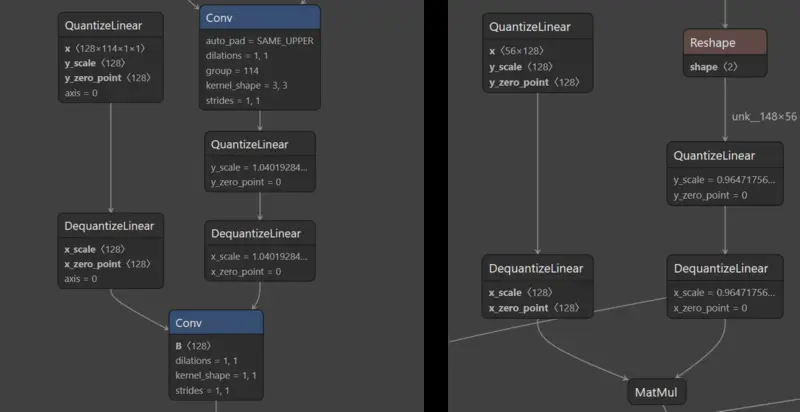 QuantizeLinear
x ⟨128×114×1×1⟩
y_scale ⟨128⟩
y_zero_point ⟨128⟩
axis = 0
Conv
auto_pad = SAME_UPPER
dilations = 1, 1
group = 114
kernel_shape = 3, 3
strides = 1, 1
QuantizeLinear
y_scale = 1.04019284…
y_zero_point = 0
DequantizeLinear
x_scale ⟨128⟩
x_zero_point ⟨128⟩
axis = 0
DequantizeLinear
x_scale = 1.04019284…
x_zero_point = 0
Conv
B ⟨128⟩
dilations = 1, 1
kernel_shape = 1, 1
strides = 1, 1
QuantizeLinear
x ⟨56×128⟩
y_scale ⟨128⟩
y_zero_point ⟨128⟩
Reshape
shape ⟨2⟩
unk__148×56
QuantizeLinear
y_scale = 0.96471756…
y_zero_point = 0
DequantizeLinear
x_scale ⟨128⟩
x_zero_point ⟨128⟩
DequantizeLinear
x_scale = 0.96471756…
x_zero_point = 0
MatMul